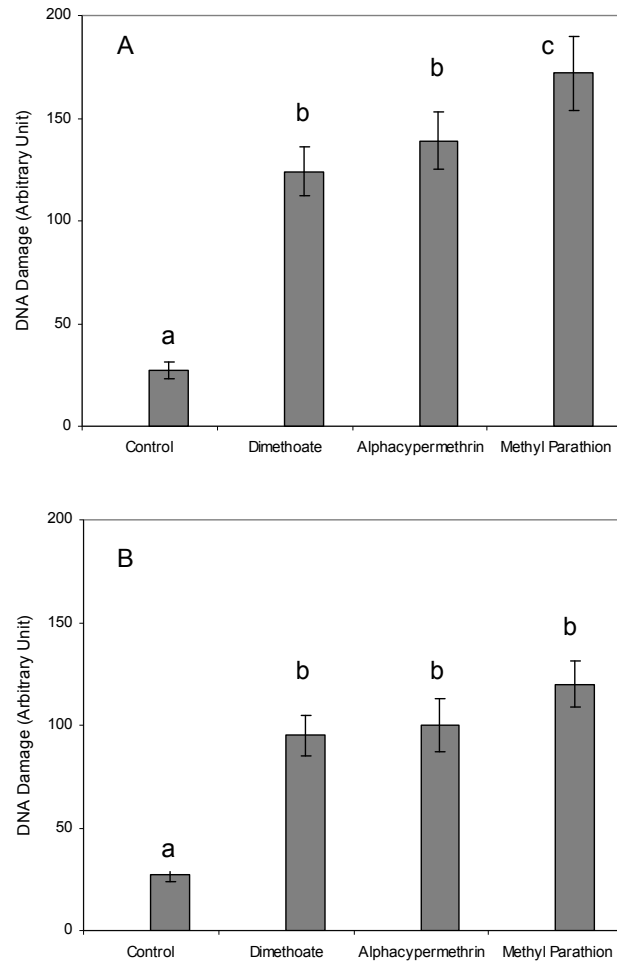 A
DNA Damage (Arbitrary Unit)
200
150
100
50
0
a
b
b
c
Control
Dimethoate
Alphacypermethrin
Methyl Parathion
B
DNA Damage (Arbitrary Unit)
200
150
100
50
0
a
b
b
b
Control
Dimethoate
Alphacypermethrin
Methyl Parathion